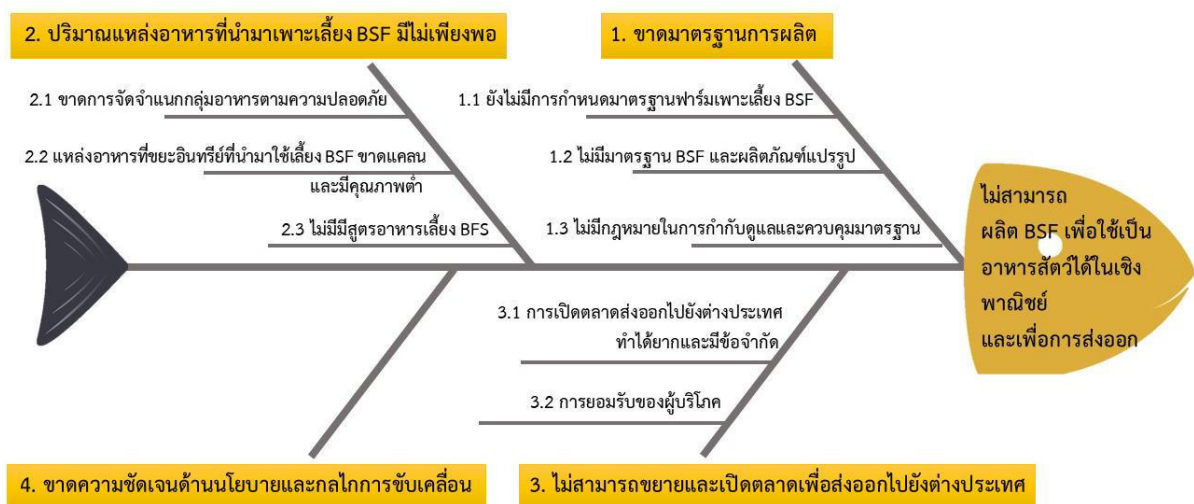 2. ปริมาณแหล่งอาหารที่นำมาเพาะเลี้ยง BSF มีไม่เพียงพอ
1. ขาดมาตรฐานการผลิต
2.1 ขาดการจัดจำแนกกลุ่มอาหารตามความปลอดภัย
1.1 ยังไม่มีการกำหนดมาตรฐานฟาร์มเพาะเลี้ยง BSF
2.2 แหล่งอาหารที่ขยะอินทรีย์ที่นำมาใช้เลี้ยง BSF ขาดแคลน
และมีคุณภาพต่ำ
1.2 ไม่มีมาตรฐาน BSF และผลิตภัณฑ์แปรรูป
2.3 ไม่มีมีสูตรอาหารเลี้ยง BFS
1.3 ไม่มีกฎหมายในการกำกับดูแลและควบคุมมาตรฐาน
ไม่สามารถ
ผลิต BSF เพื่อใช้เป็น
อาหารสัตว์ได้ในเชิง
พาณิชย์
และเพื่อการส่งออก
3.1 การเปิดตลาดส่งออกไปยังต่างประเทศ
ทำได้ยากและมีข้อจำกัด
3.2 การยอมรับของผู้บริโภค
4. ขาดความชัดเจนด้านนโยบายและกลไกการขับเคลื่อน
3. ไม่สามารถขยายและเปิดตลาดเพื่อส่งออกไปยังต่างประเทศ